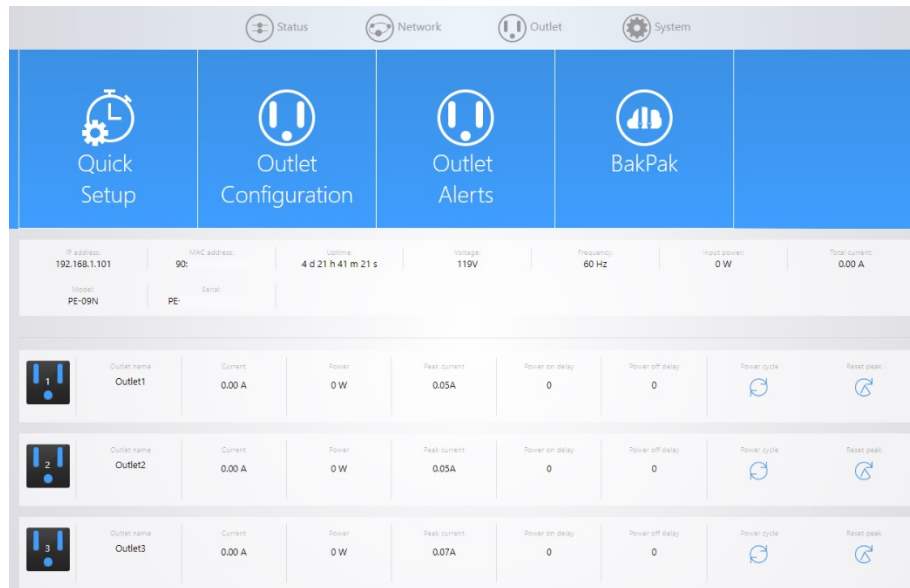 Status Network Outlet System
Quick
Setup
Outlet
Configuration
Outlet
Alerts
BakPak
IP address: MAC address: Uptime: Voltage: Frequency: Input power: Total current:
192.168.1.101 90: 4 d 21 h 41 m 21 s 119V 60 Hz 0 W 0.00 A
Model: Serial:
PE-09N PE-
Outlet name Current Power Peak current Power on delay Power off delay Power cycle Reset peak
1 Outlet1 0.00 A 0 W 0.05A 0 0
Outlet name Current Power Peak current Power on delay Power off delay Power cycle Reset peak
2 Outlet2 0.00 A 0 W 0.05A 0 0
Outlet name Current Power Peak current Power on delay Power off delay Power cycle Reset peak
3 Outlet3 0.00 A 0 W 0.07A 0 0